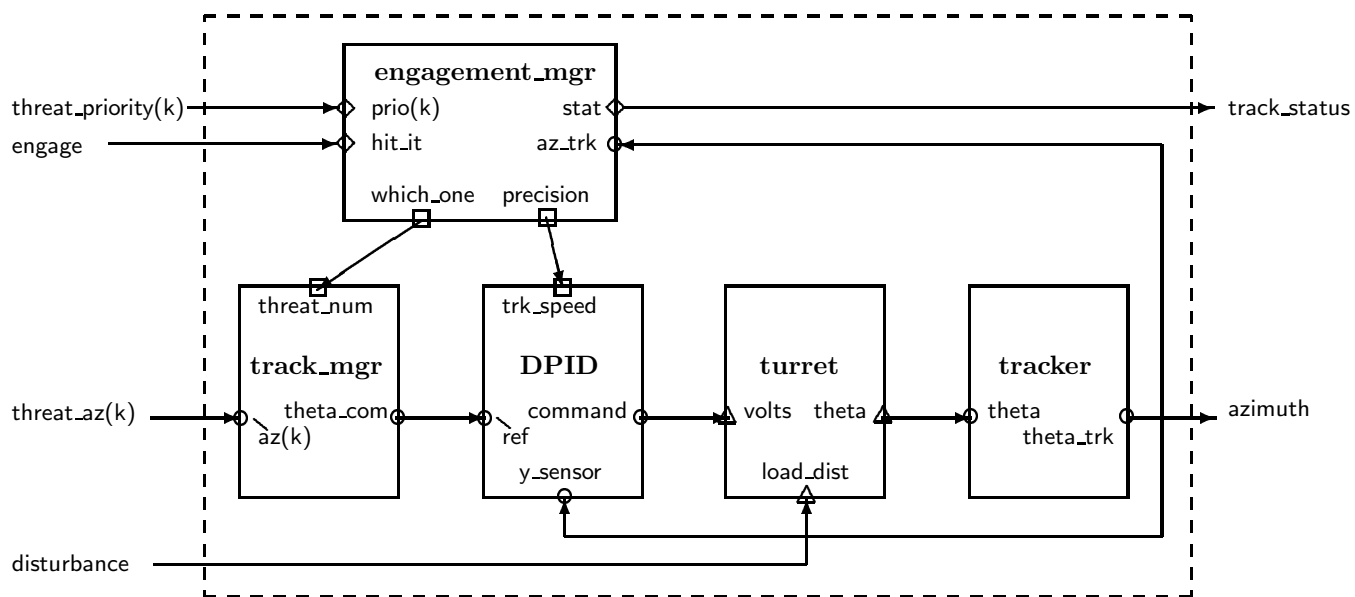 engagement_mgr
threat_priority(k) prio(k) stat track_status
engage hit_it az_trk
which_one precision
threat_num trk_speed
track_mgr DPID turret tracker
threat_az(k) theta_com command volts theta theta azimuth
az(k) ref theta_trk
y_sensor load_dist
disturbance